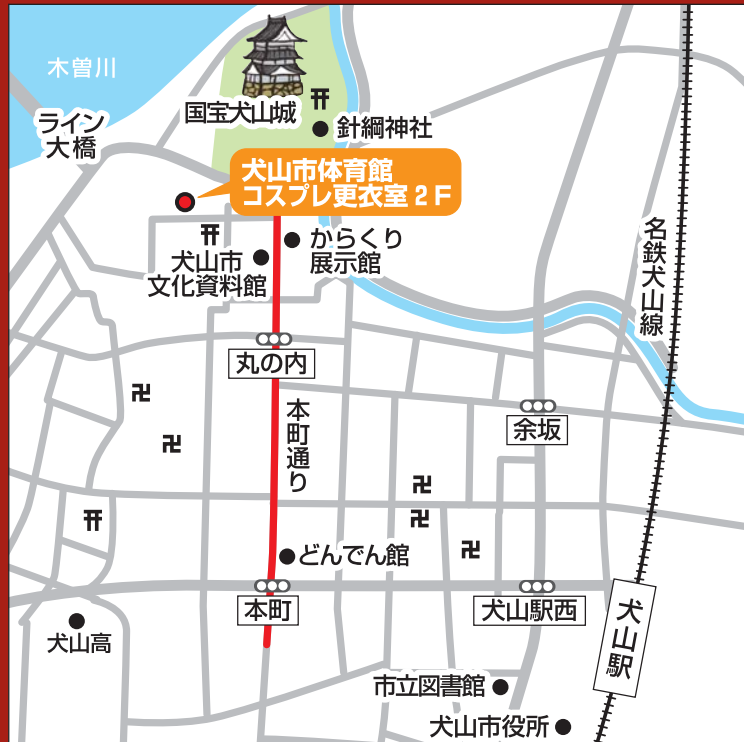 木曽川
国宝犬山城
針綱神社
ライン
大橋
犬山市体育館
コスプレ更衣室2F
からくり
展示館
犬山市
文化資料館
名鉄犬山線
丸の内
本町通り
余坂
どんでん館
本町
犬山駅西
犬山駅
犬山高
市立図書館
犬山市役所